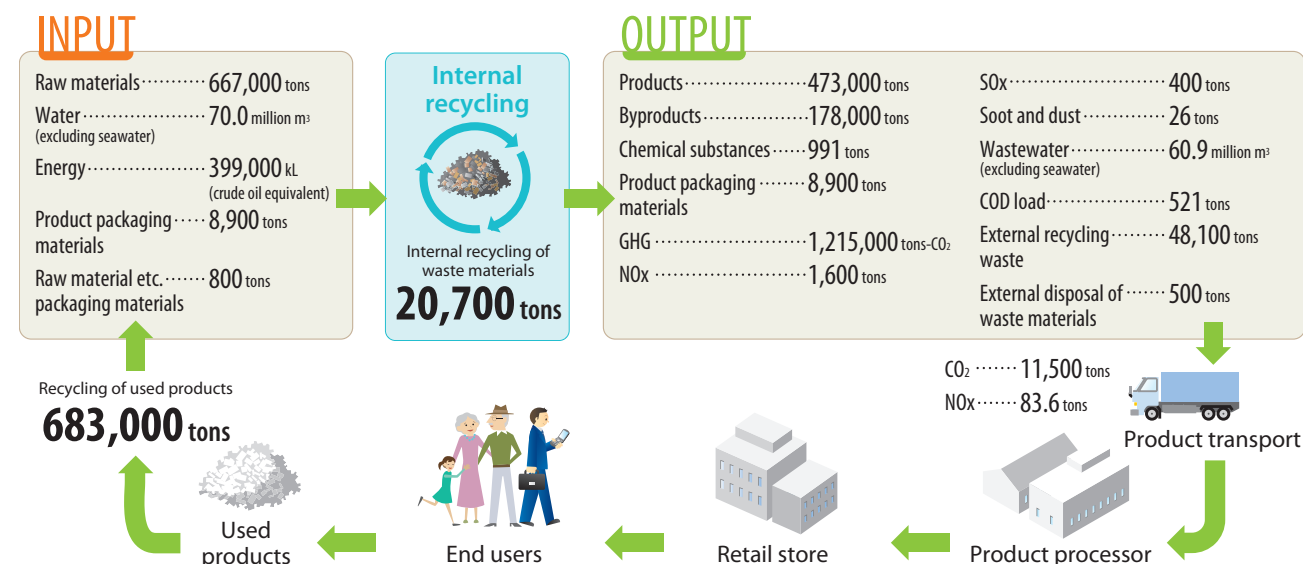 INPUT
Raw materials··········· 667,000 tons
Water····················· 70.0 million m³
(excluding seawater)
Energy···················· 399,000 kL
(crude oil equivalent)
Product packaging ····· 8,900 tons
materials
Raw material etc. ······· 800 tons
packaging materials
Internal
recycling
Internal recycling of
waste materials
20,700 tons
OUTPUT
Products····················· 473,000 tons
Byproducts·················· 178,000 tons
Chemical substances ······ 991 tons
Product packaging ········ 8,900 tons
materials
GHG ··························· 1,215,000 tons-CO₂
NOx ··························· 1,600 tons
SOx··························· 400 tons
Soot and dust ·············· 26 tons
Wastewater················· 60.9 million m³
(excluding seawater)
COD load···················· 521 tons
External recycling ········· 48,100 tons
waste
External disposal of ······· 500 tons
waste materials
CO₂ ······· 11,500 tons
NOx······· 83.6 tons
Product transport
Recycling of used products
683,000 tons
Used
products
End users
Retail store
Product processor